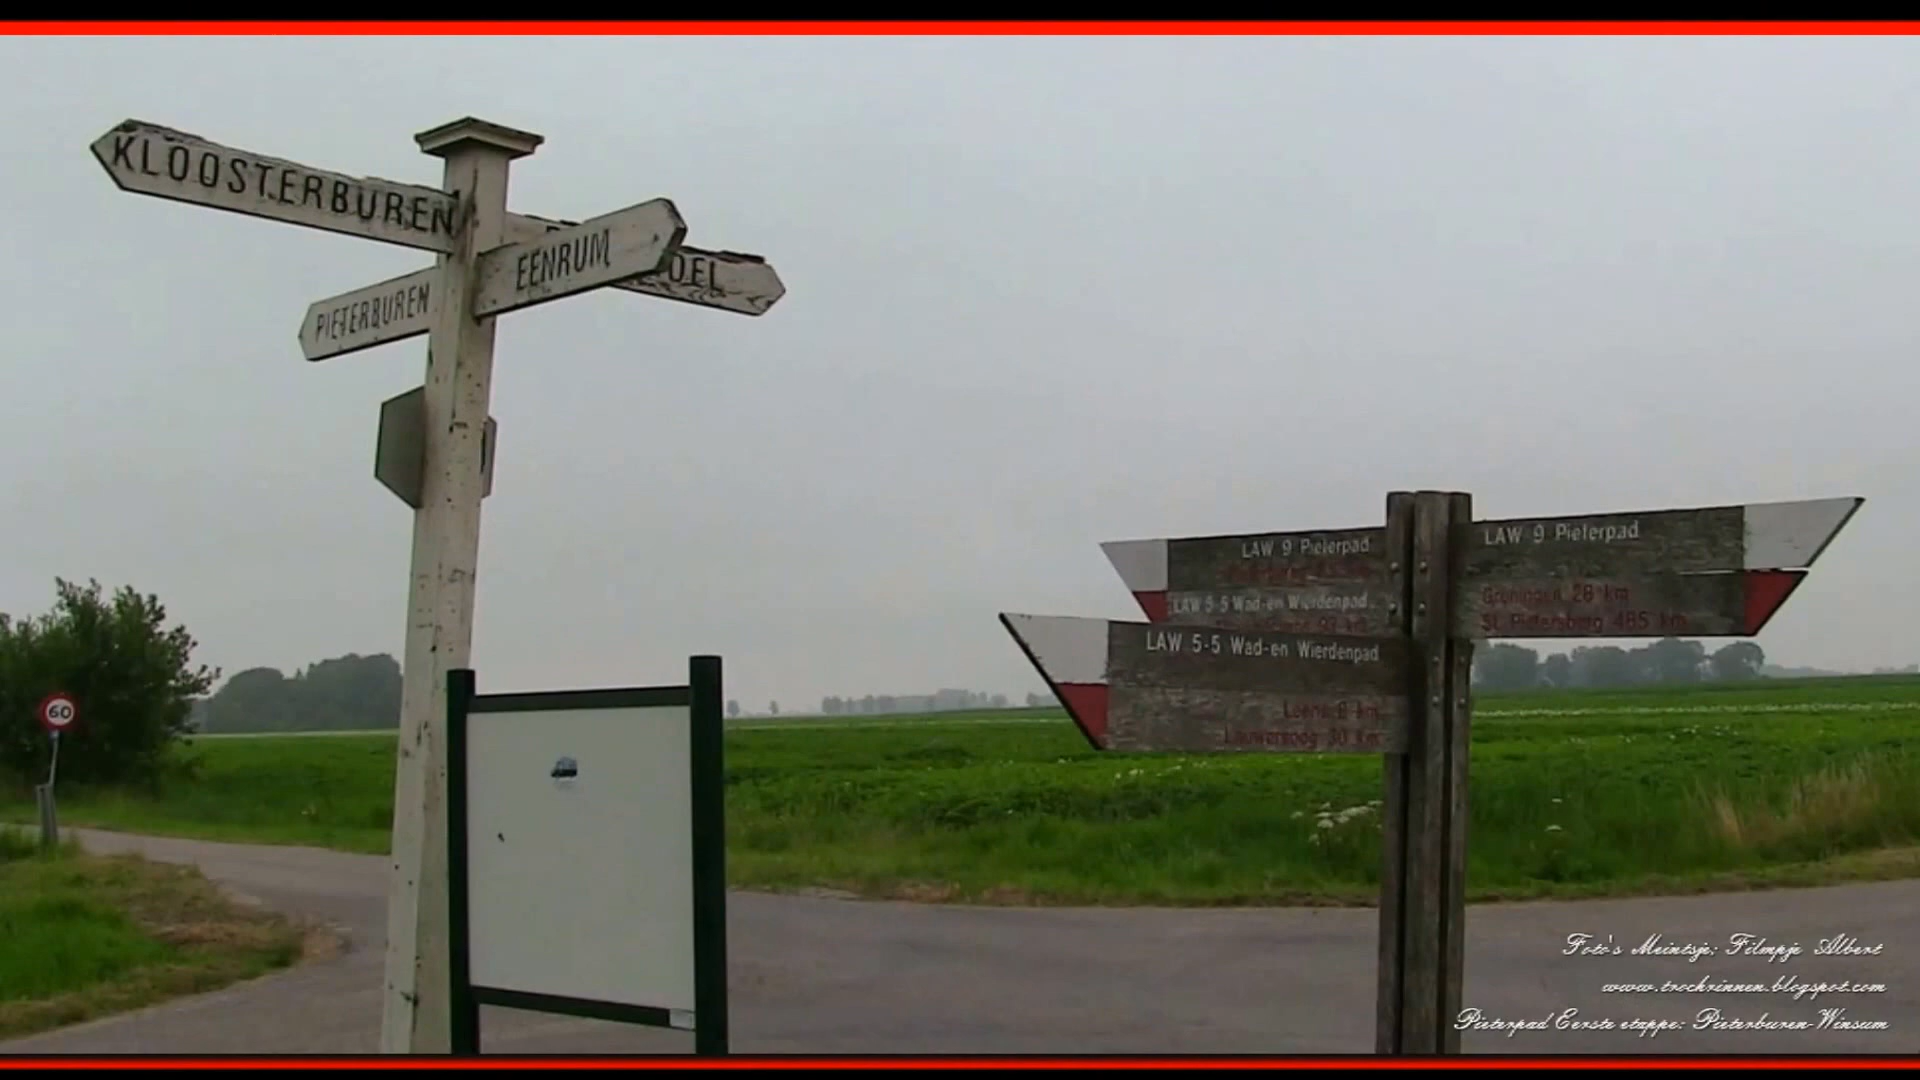 KLOOSTERBUREN
EENRUM
DEL
PIETERBUREN
60
LAW 9 Pieterpad
LAW 5-5 Wad-en Wierdenpad
LAW 5-5 Wad-en Wierdenpad
Leens 8 km
Lauwersoog 30 km
LAW 9 Pieterpad
Groningen 28 km
St. Pietersberg 485 km
Foto's Meintsje; Filmpje Albert
www.trochrinnen.blogspot.com
Pieterpad Eerste etappe: Pieterburen-Winsum